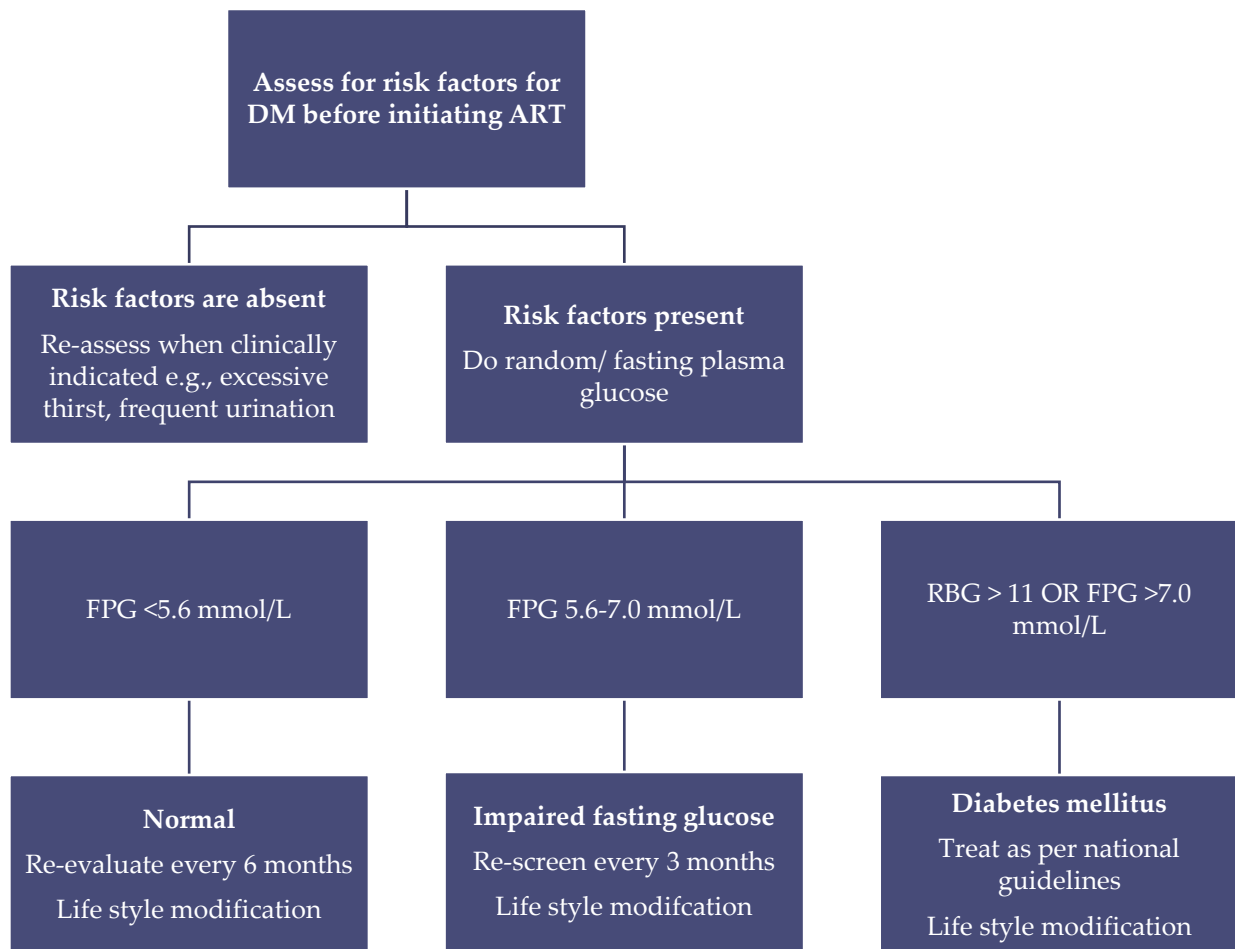 Assess for risk factors for
DM before initiating ART
Risk factors are absent
Re-assess when clinically
indicated e.g., excessive
thirst, frequent urination
Risk factors present
Do random/ fasting plasma
glucose
FPG <5.6 mmol/L
FPG 5.6-7.0 mmol/L
RBG > 11 OR FPG >7.0
mmol/L
Normal
Re-evaluate every 6 months
Life style modification
Impaired fasting glucose
Re-screen every 3 months
Life style modifcation
Diabetes mellitus
Treat as per national
guidelines
Life style modification